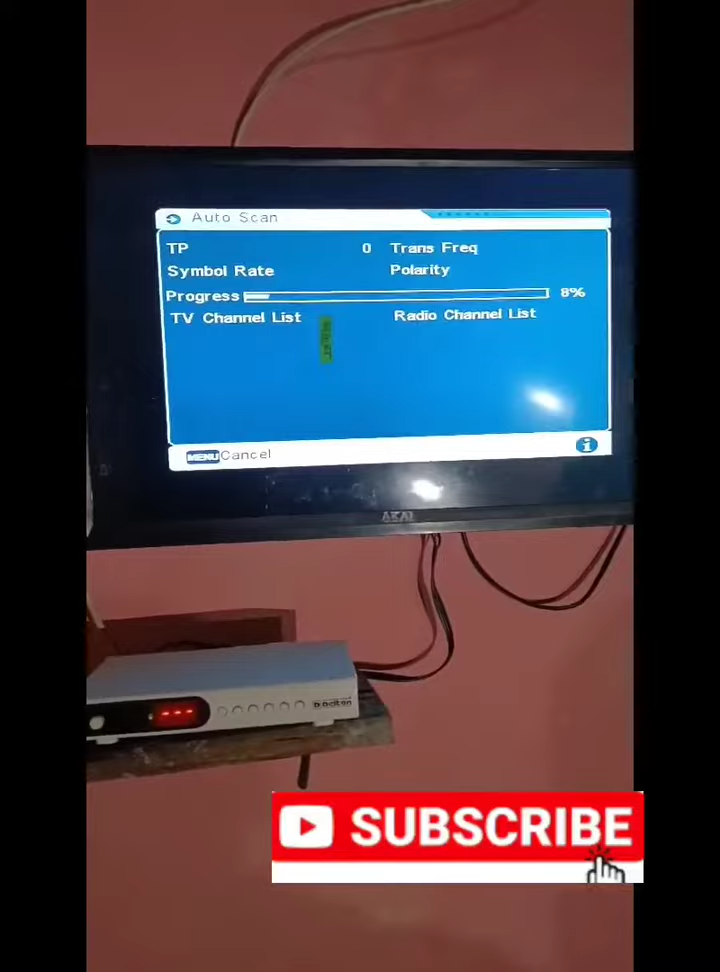 Auto Scan
TP 0 Trans Freq
Symbol Rate Polarity
Progress 8%
TV Channel List Radio Channel List
MENU Cancel i
AKAI
SUBSCRIBE